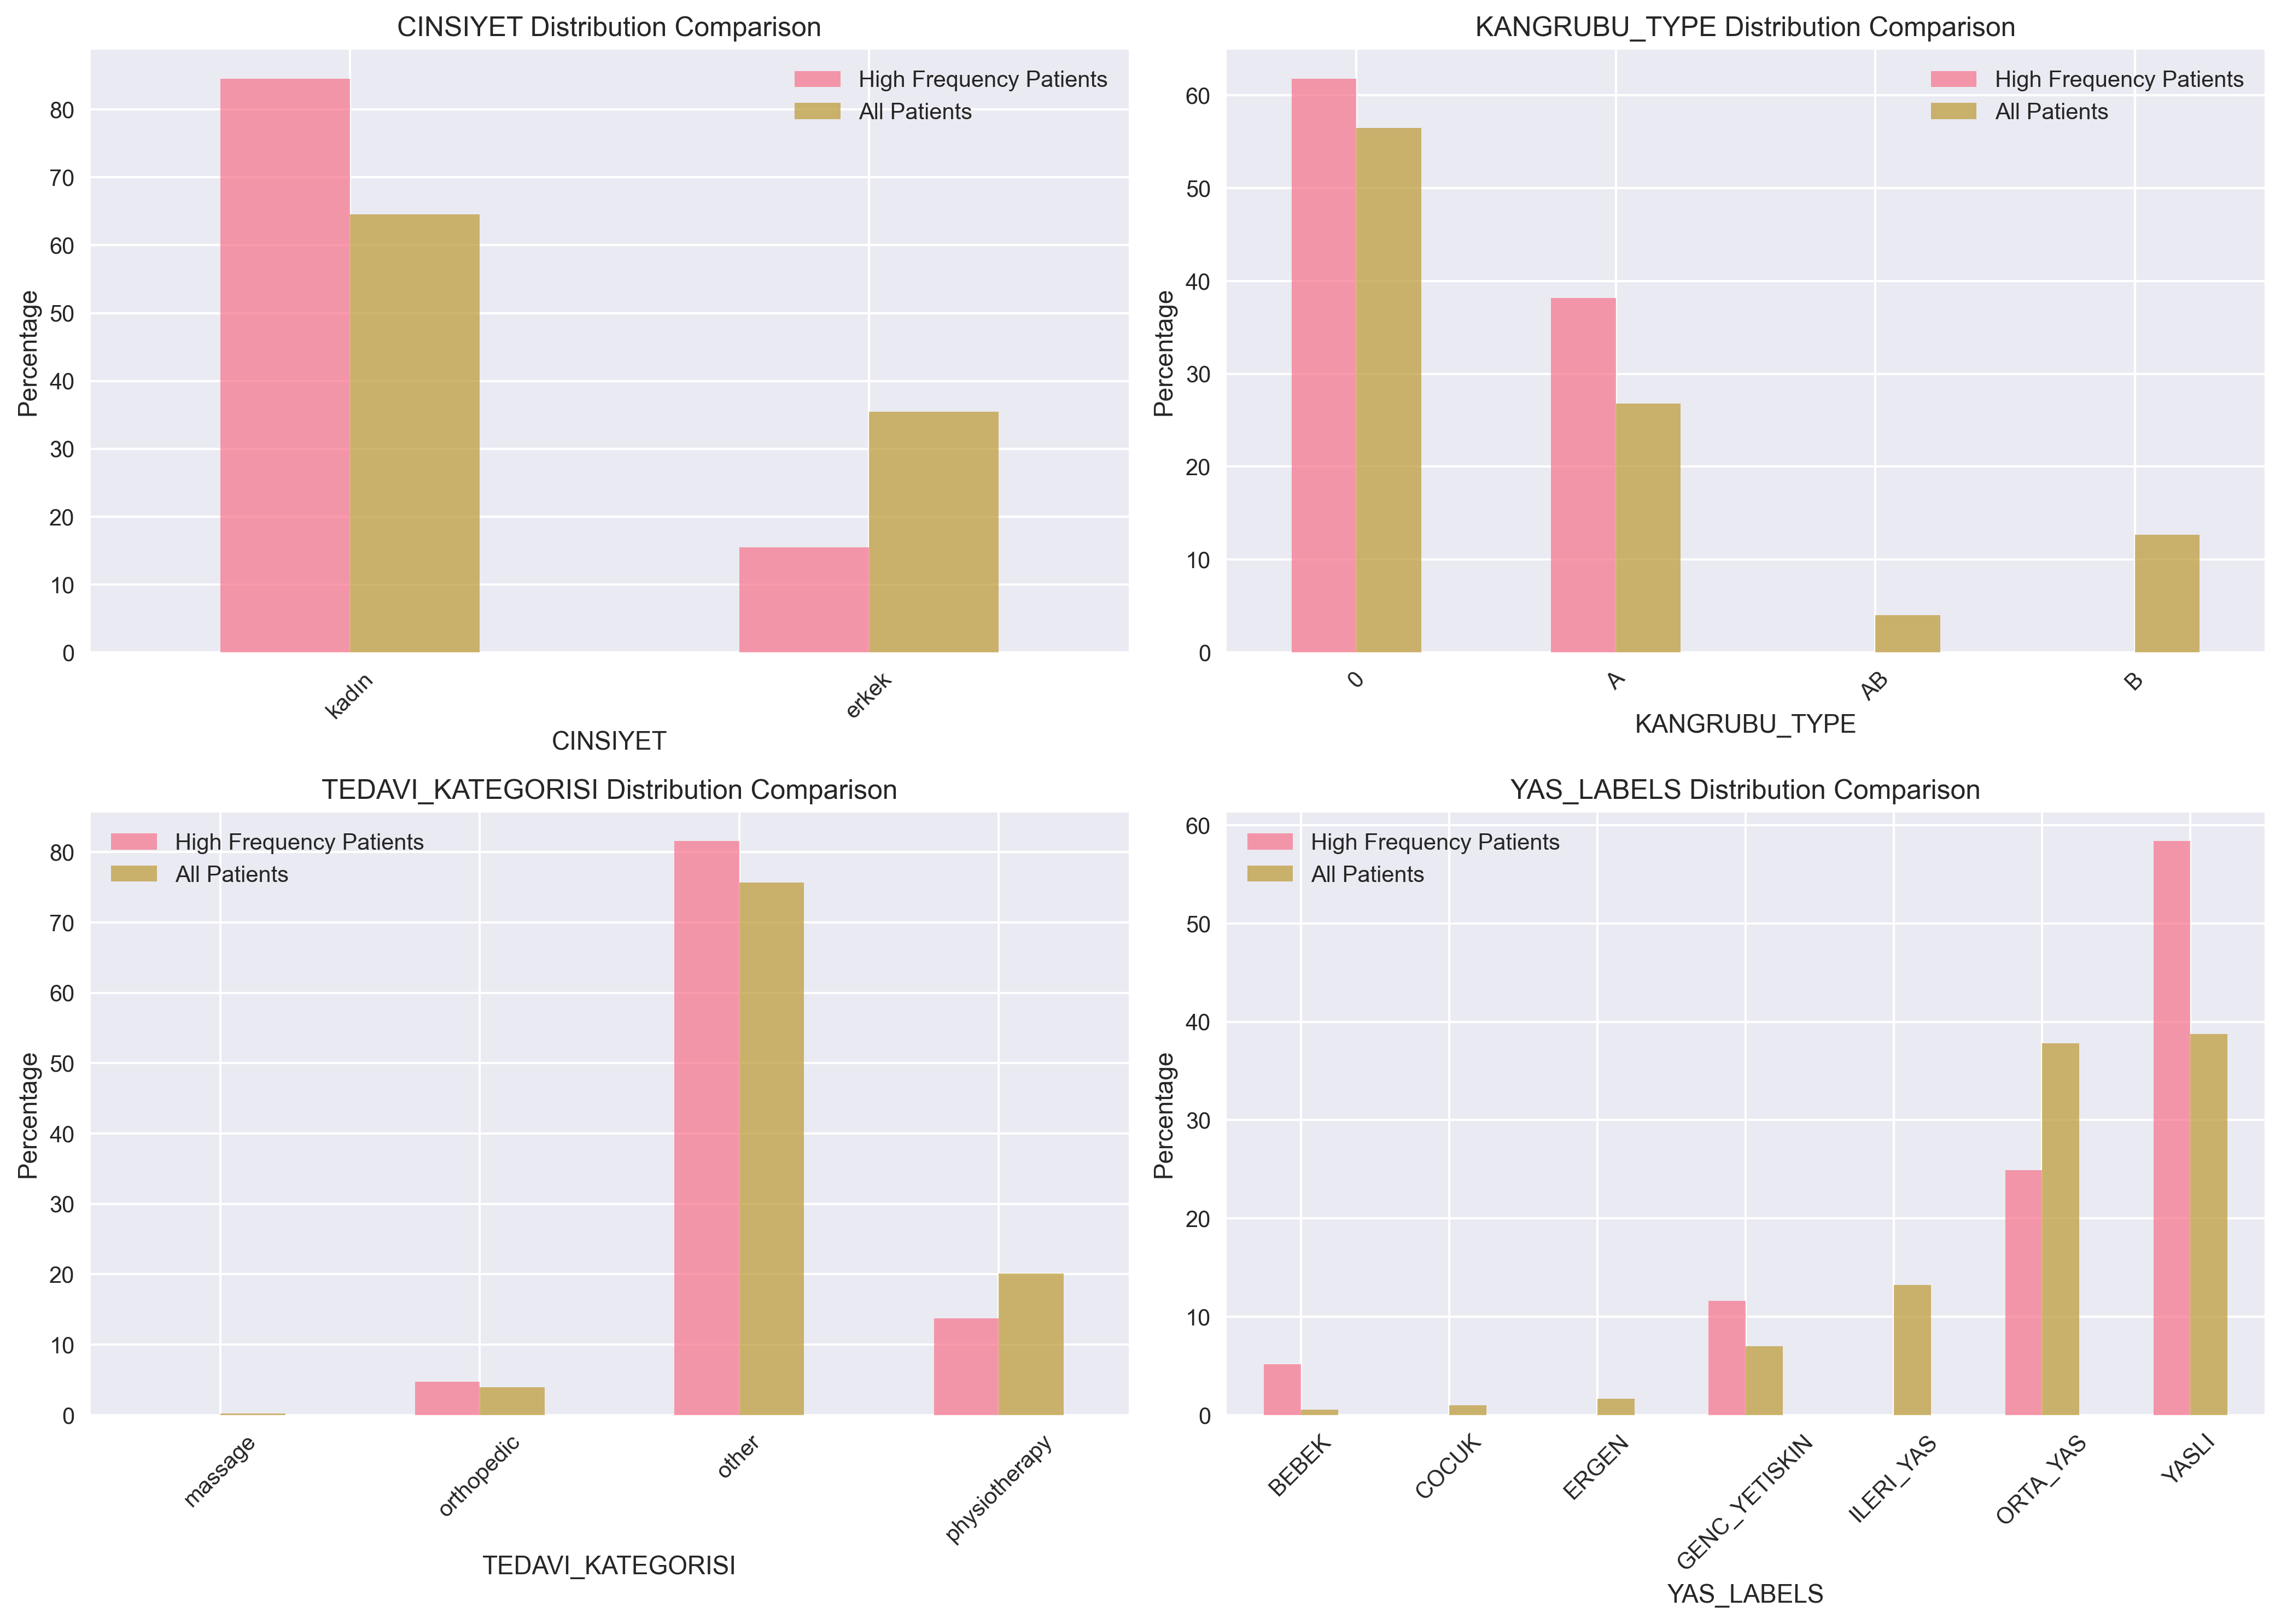 CINSIYET Distribution Comparison
High Frequency Patients
All Patients
Percentage
80
70
60
50
40
30
20
10
0
kadın
erkek
CINSIYET
KANGRUBU_TYPE Distribution Comparison
High Frequency Patients
All Patients
Percentage
60
50
40
30
20
10
0
0
A
AB
B
KANGRUBU_TYPE
TEDAVI_KATEGORISI Distribution Comparison
High Frequency Patients
All Patients
Percentage
80
70
60
50
40
30
20
10
0
massage
orthopedic
other
physiotherapy
TEDAVI_KATEGORISI
YAS_LABELS Distribution Comparison
High Frequency Patients
All Patients
Percentage
60
50
40
30
20
10
0
BEBEK
COCUK
ERGEN
GENC_YETISKIN
ILERI_YAS
ORTA_YAS
YASLI
YAS_LABELS